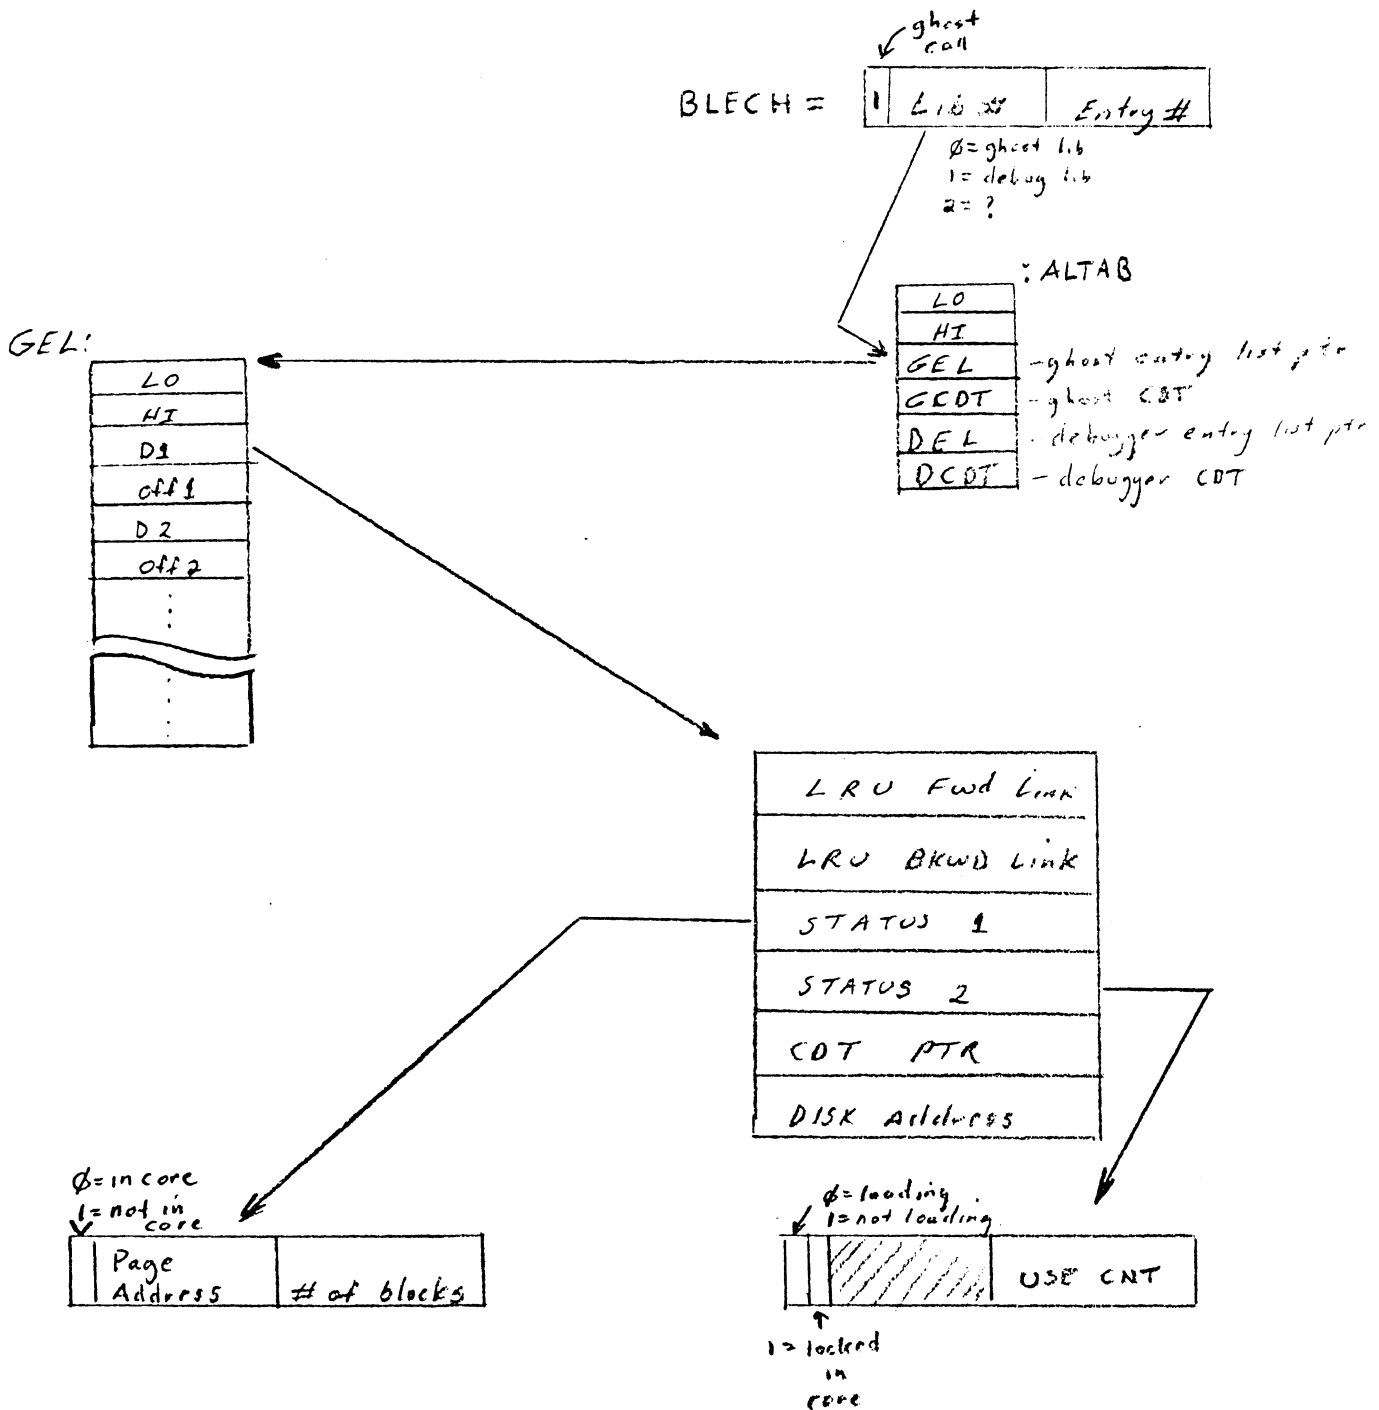 ghost
call
BLECH =
1 Lib # Entry #
Ø= ghost lib
1= debug lib
2= ?
: ALTAB
LO
HI
GEL - ghost entry list ptr
GCDT - ghost CDT
DEL - debugger entry list ptr
DCDT - debugger CDT
GEL:
LO
HI
D1
Off 1
D2
Off 2
LRU Fwd Link
LRU BKWD Link
STATUS 1
STATUS 2
CDT PTR
DISK Address
Ø= in core
1= not in
core
Page
Address # of blocks
Ø= loading
1= not loading
USE CNT
1= locked
in
core